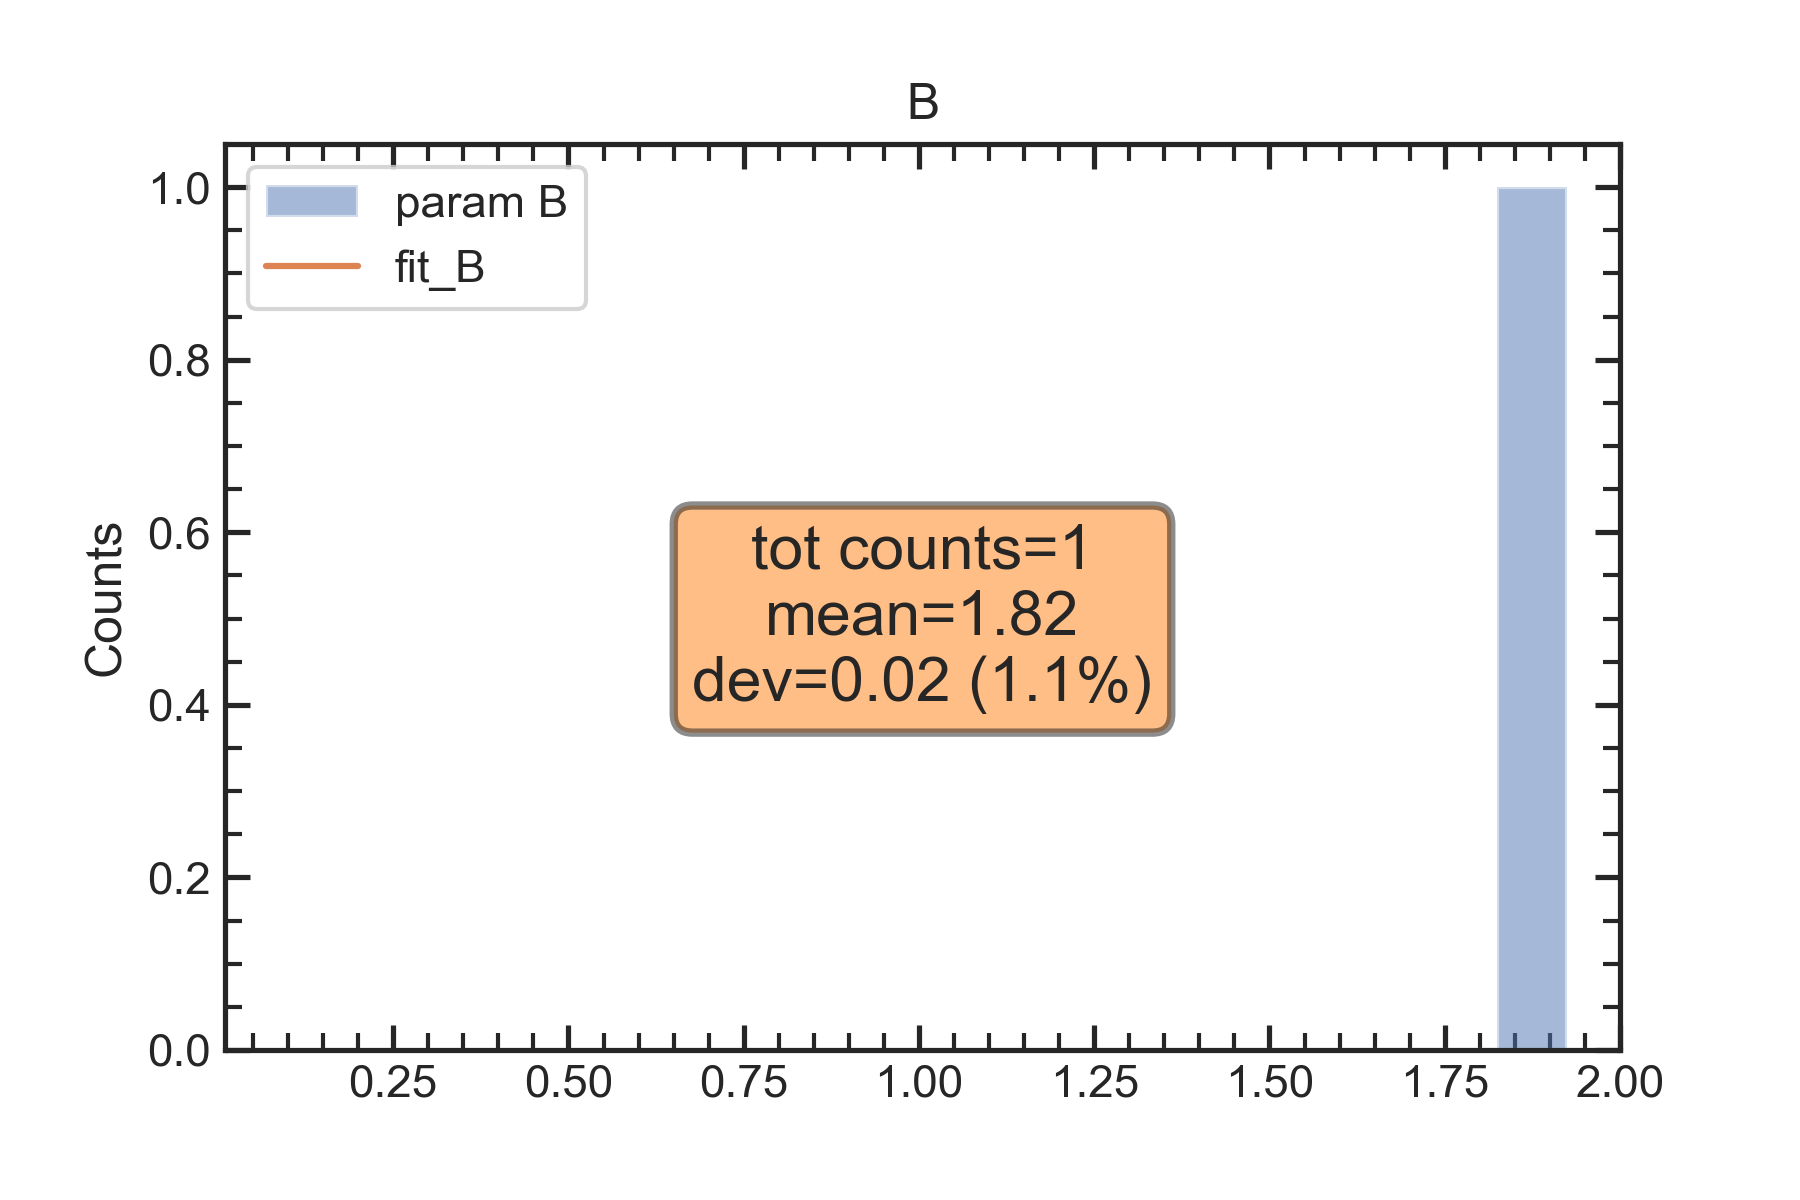 B
param B
fit_B
1.0
0.8
0.6
0.4
0.2
0.0
Counts
tot counts=1
mean=1.82
dev=0.02 (1.1%)
0.25 0.50 0.75 1.00 1.25 1.50 1.75 2.00